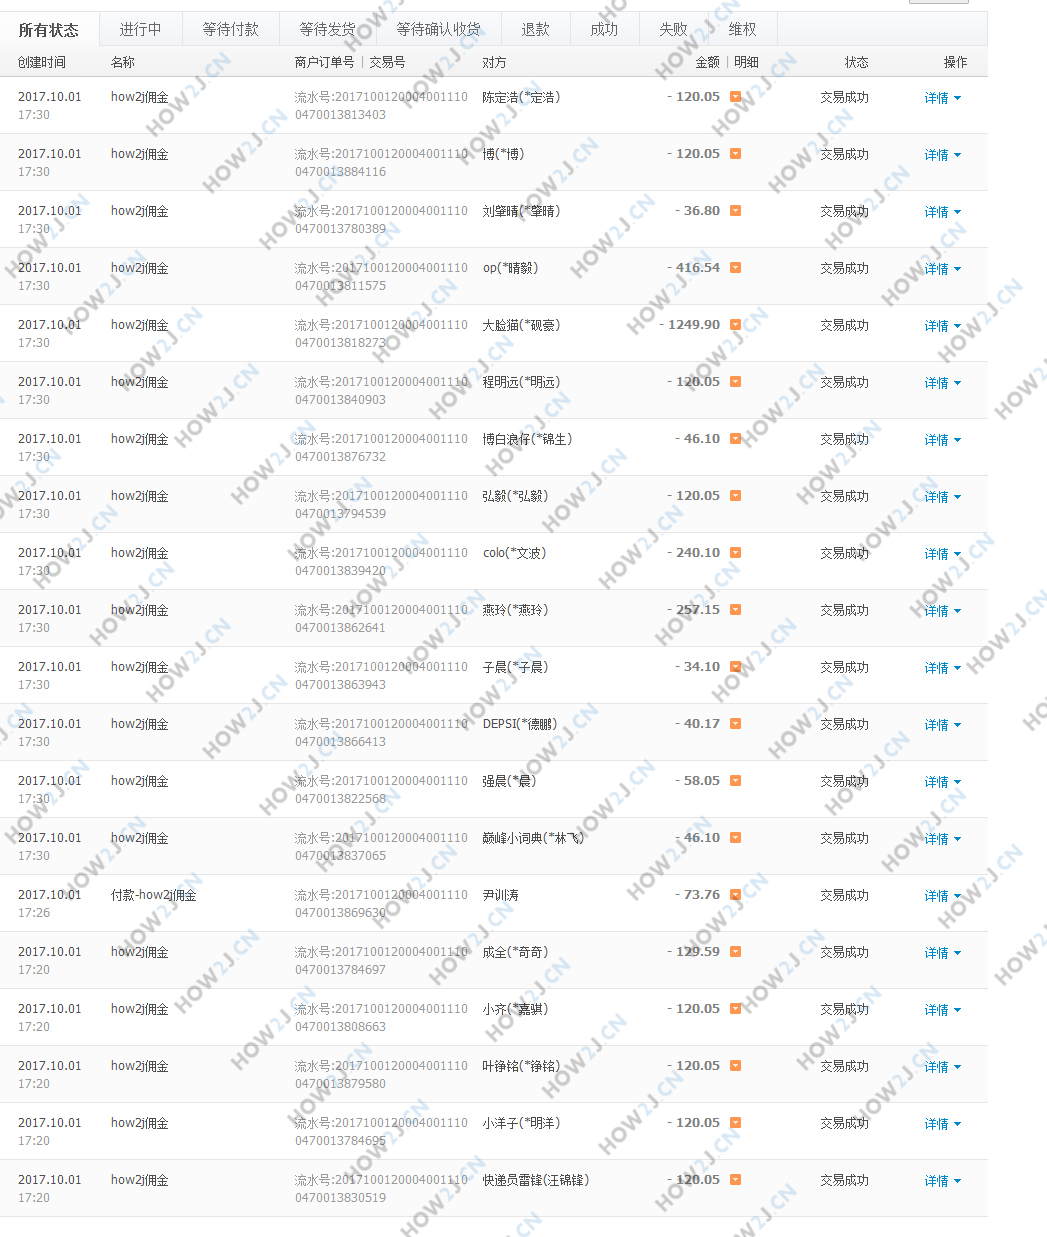 所有状态 进行中 等待付款 等待发货 等待确认收货 退款 成功 失败 维权
创建时间 名称 商户订单号 | 交易号 对方 金额 | 明细 状态 操作
2017.10.01 how2j佣金 流水号:2017100120004001110 陈定浩(*定浩) - 120.05 交易成功 详情
17:30 0470013813403
2017.10.01 how2j佣金 流水号:2017100120004001110 博(*博) - 120.05 交易成功 详情
17:30 0470013884116
2017.10.01 how2j佣金 流水号:2017100120004001110 刘肇晴(*肇晴) - 36.80 交易成功 详情
17:30 0470013780389
2017.10.01 how2j佣金 流水号:2017100120004001110 op(*晴毅) - 416.54 交易成功 详情
17:30 0470013811575
2017.10.01 how2j佣金 流水号:2017100120004001110 大脸猫(*砚豪) - 1249.90 交易成功 详情
17:30 0470013818273
2017.10.01 how2j佣金 流水号:2017100120004001110 程明远(*明远) - 120.05 交易成功 详情
17:30 0470013840903
2017.10.01 how2j佣金 流水号:2017100120004001110 博白浪仔(*锦生) - 46.10 交易成功 详情
17:30 0470013876732
2017.10.01 how2j佣金 流水号:2017100120004001110 弘毅(*弘毅) - 120.05 交易成功 详情
17:30 0470013794539
2017.10.01 how2j佣金 流水号:2017100120004001110 colo(*文波) - 240.10 交易成功 详情
17:30 0470013839420
2017.10.01 how2j佣金 流水号:2017100120004001110 燕玲(*燕玲) - 257.15 交易成功 详情
17:30 0470013862641
2017.10.01 how2j佣金 流水号:2017100120004001110 子晨(*子晨) - 34.10 交易成功 详情
17:30 0470013863943
2017.10.01 how2j佣金 流水号:2017100120004001110 DEPSI(*德鹏) - 40.17 交易成功 详情
17:30 0470013866413
2017.10.01 how2j佣金 流水号:2017100120004001110 强晨(*晨) - 58.05 交易成功 详情
17:30 0470013822568
2017.10.01 how2j佣金 流水号:2017100120004001110 巅峰小词典(*林飞) - 46.10 交易成功 详情
17:30 0470013837065
2017.10.01 付款-how2j佣金 流水号:2017100120004001110 尹训涛 - 73.76 交易成功 详情
17:26 0470013869630
2017.10.01 how2j佣金 流水号:2017100120004001110 成全(*奇奇) - 129.59 交易成功 详情
17:20 0470013784697
2017.10.01 how2j佣金 流水号:2017100120004001110 小齐(*嘉骐) - 120.05 交易成功 详情
17:20 0470013808663
2017.10.01 how2j佣金 流水号:2017100120004001110 叶铮铭(*铮铭) - 120.05 交易成功 详情
17:20 0470013879580
2017.10.01 how2j佣金 流水号:2017100120004001110 小洋子(*明洋) - 120.05 交易成功 详情
17:20 0470013784695
2017.10.01 how2j佣金 流水号:2017100120004001110 快递员雷锋(汪锦锋) - 120.05 交易成功 详情
17:20 0470013830519
HOW2J.CN